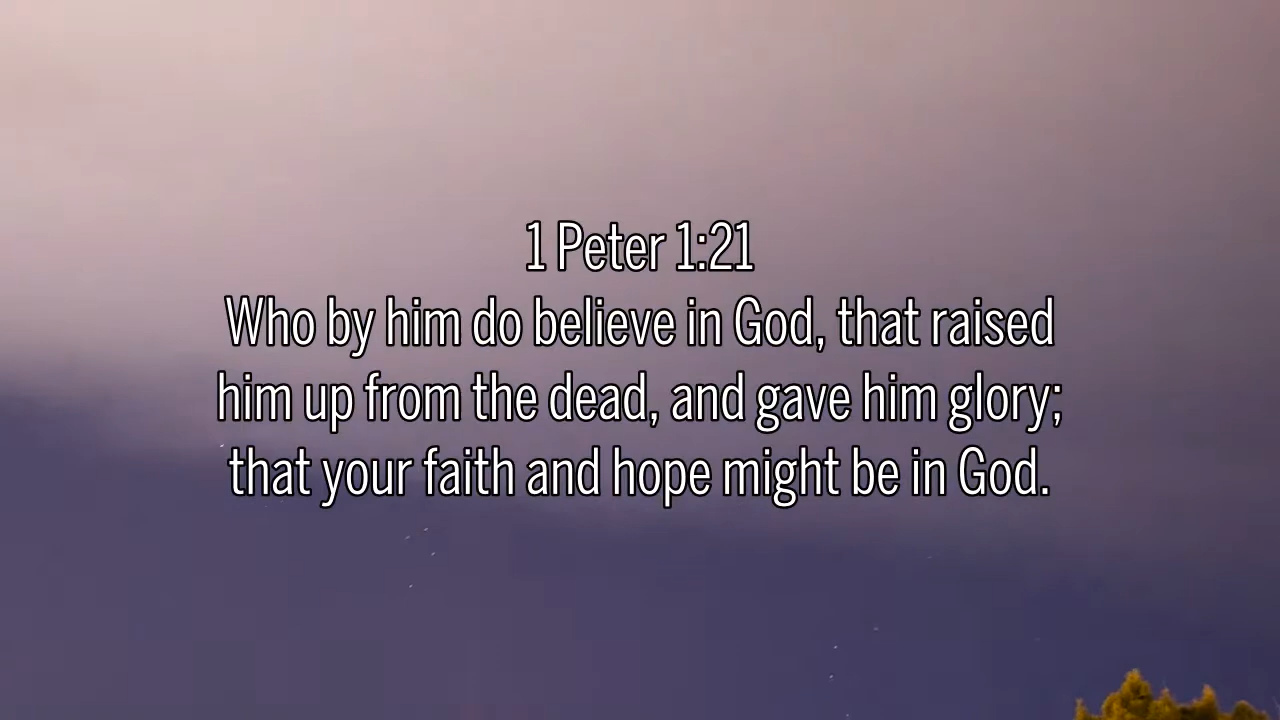 1 Peter 1:21
Who by him do believe in God, that raised
him up from the dead, and gave him glory;
that your faith and hope might be in God.